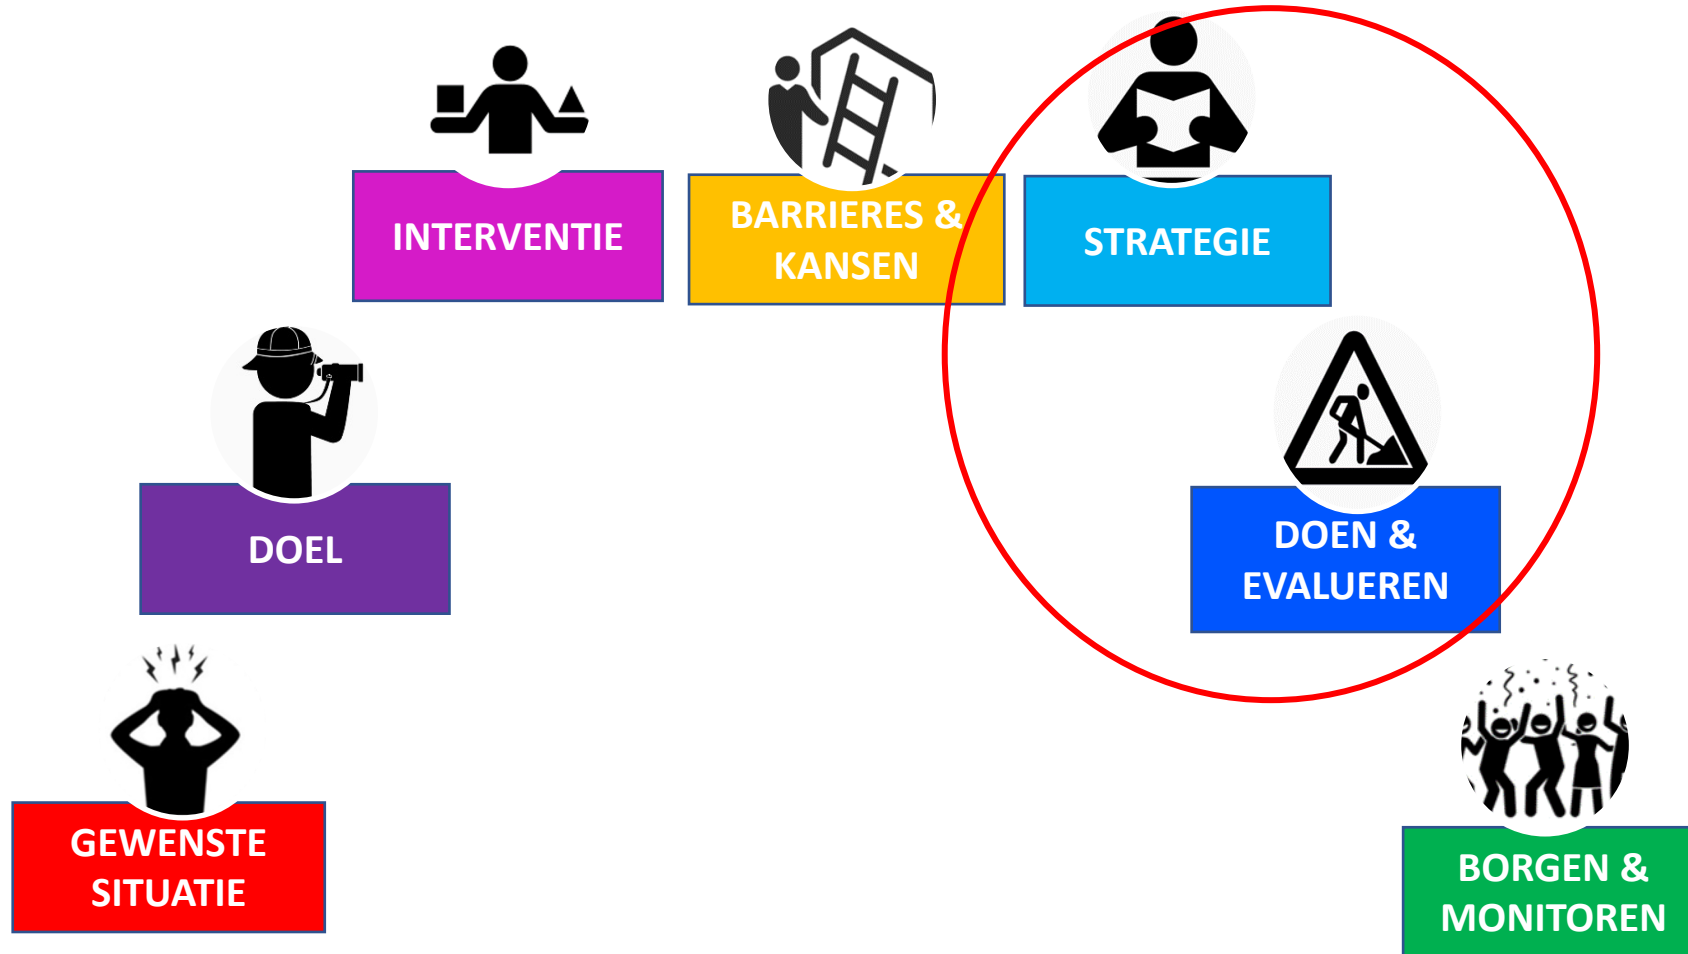 INTERVENTIE
BARRIERES &
KANSEN
STRATEGIE
DOEL
DOEN &
EVALUEREN
GEWENSTE
SITUATIE
BORGEN &
MONITOREN